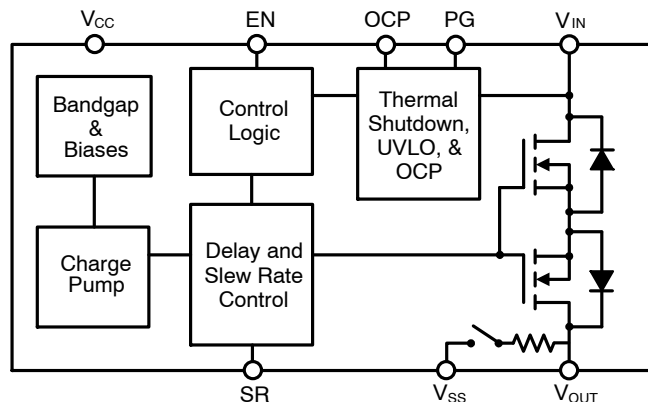 VCC
EN
OCP
PG
VIN
Bandgap
&
Biases
Control
Logic
Thermal
Shutdown,
UVLO, &
OCP
Charge
Pump
Delay and
Slew Rate
Control
SR
VSS
VOUT